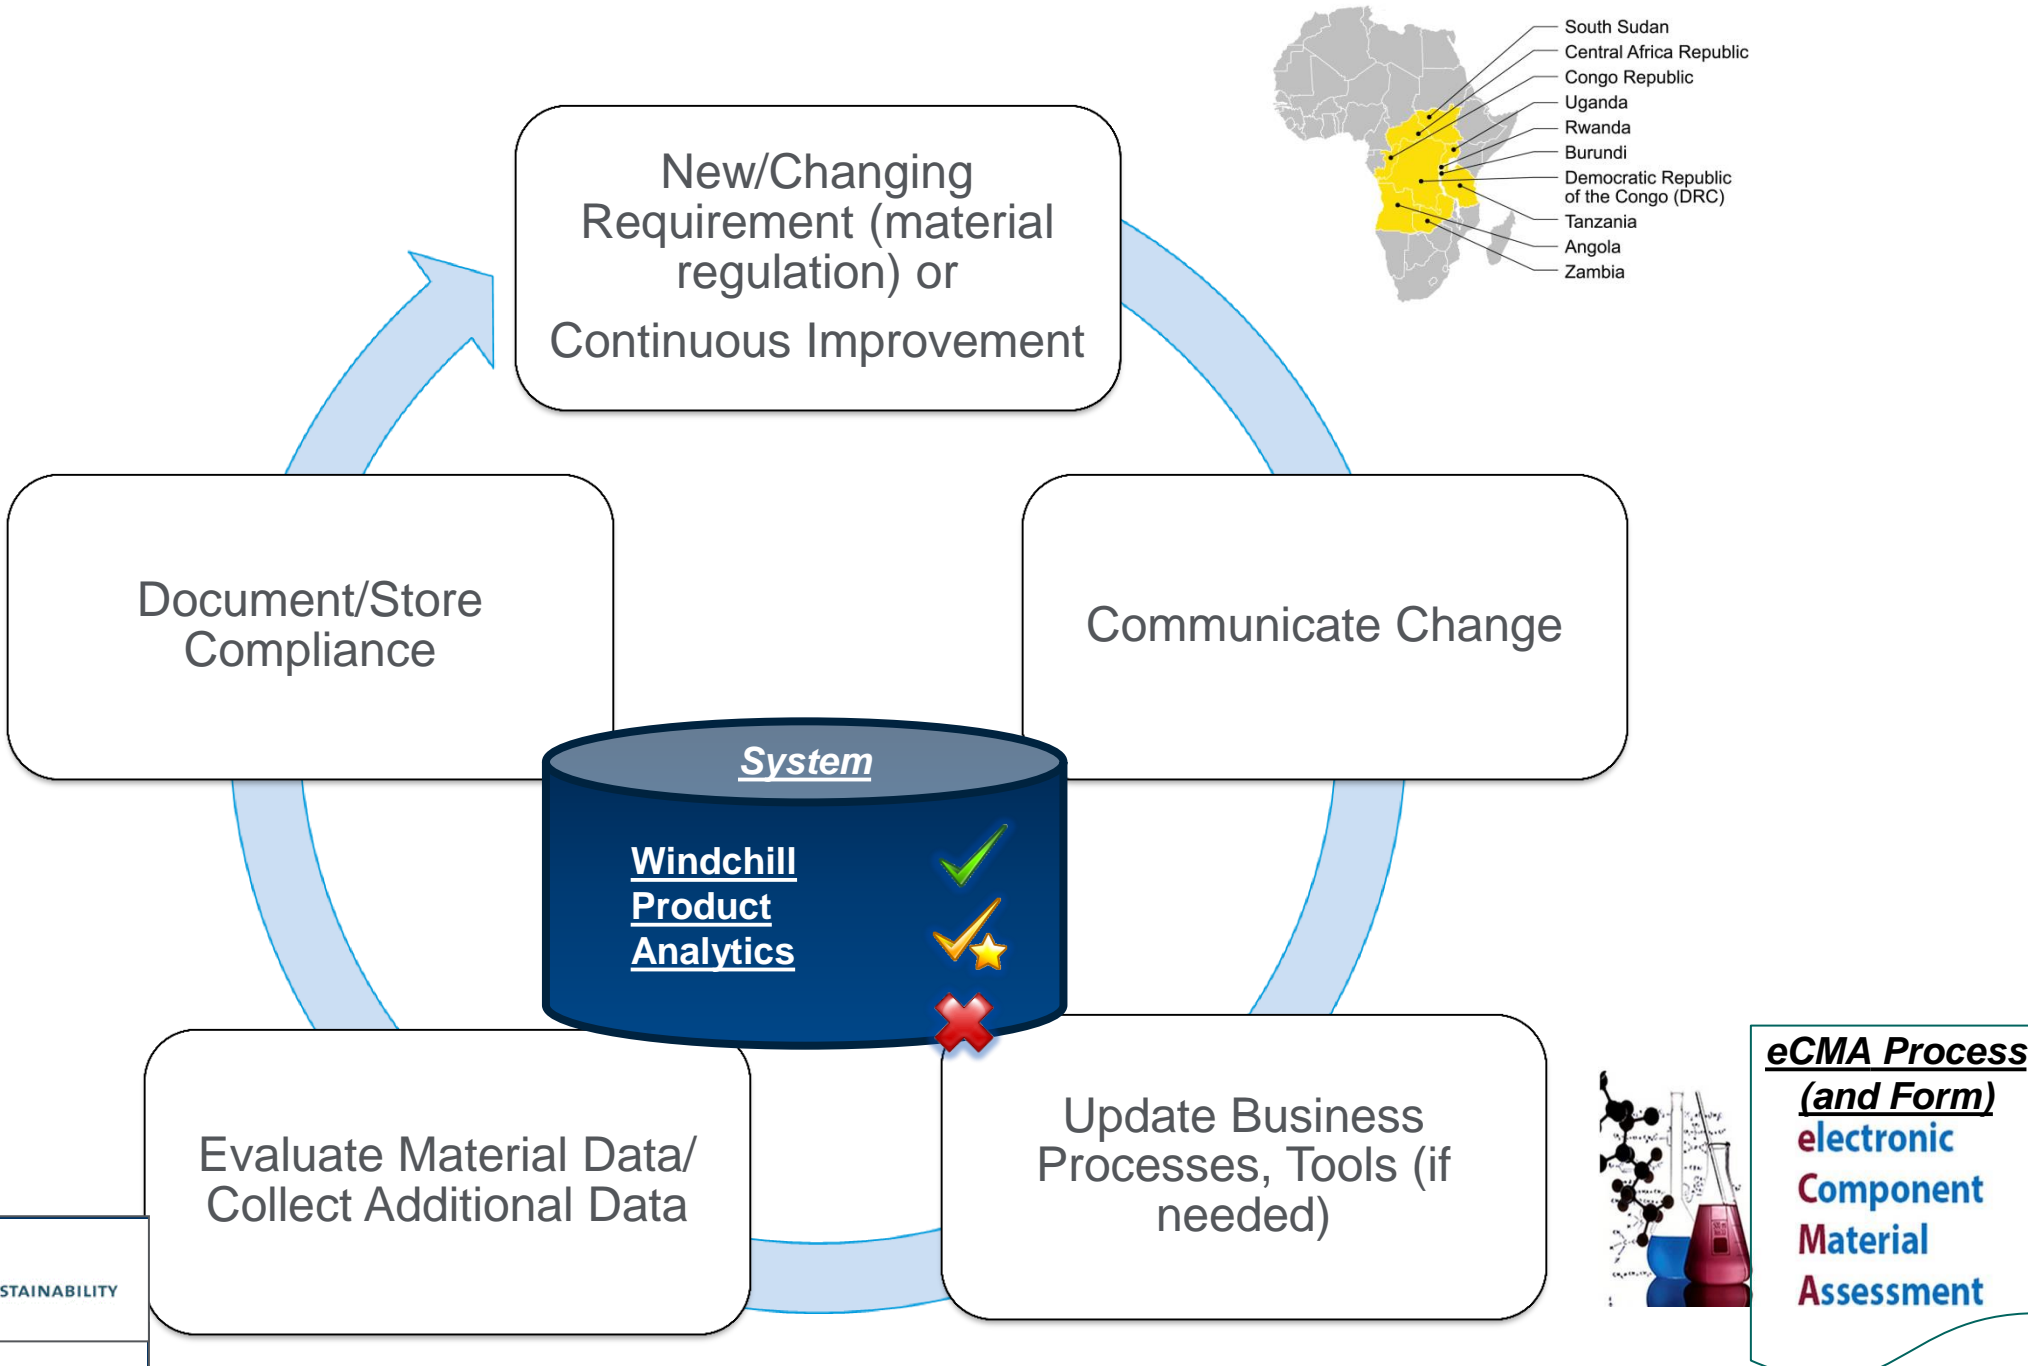 South Sudan
Central Africa Republic
Congo Republic
Uganda
Rwanda
Burundi
Democratic Republic
of the Congo (DRC)
Tanzania
Angola
Zambia
New/Changing
Requirement (material
regulation) or
Continuous Improvement
Document/Store
Compliance
Communicate Change
System
Windchill
Product
Analytics
Evaluate Material Data/
Collect Additional Data
Update Business
Processes, Tools (if
needed)
eCMA Process
(and Form)
electronic
Component
Material
Assessment
STAINABILITY